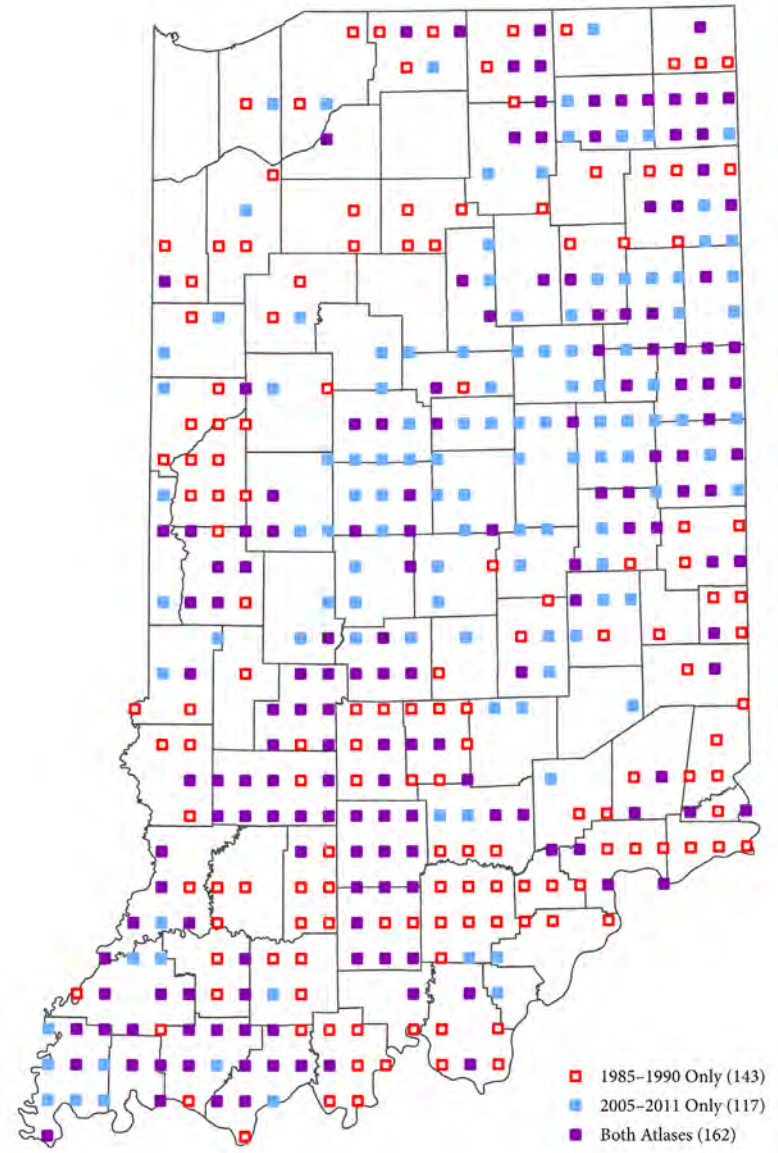 1985–1990 Only (143)
2005–2011 Only (117)
Both Atlases (162)